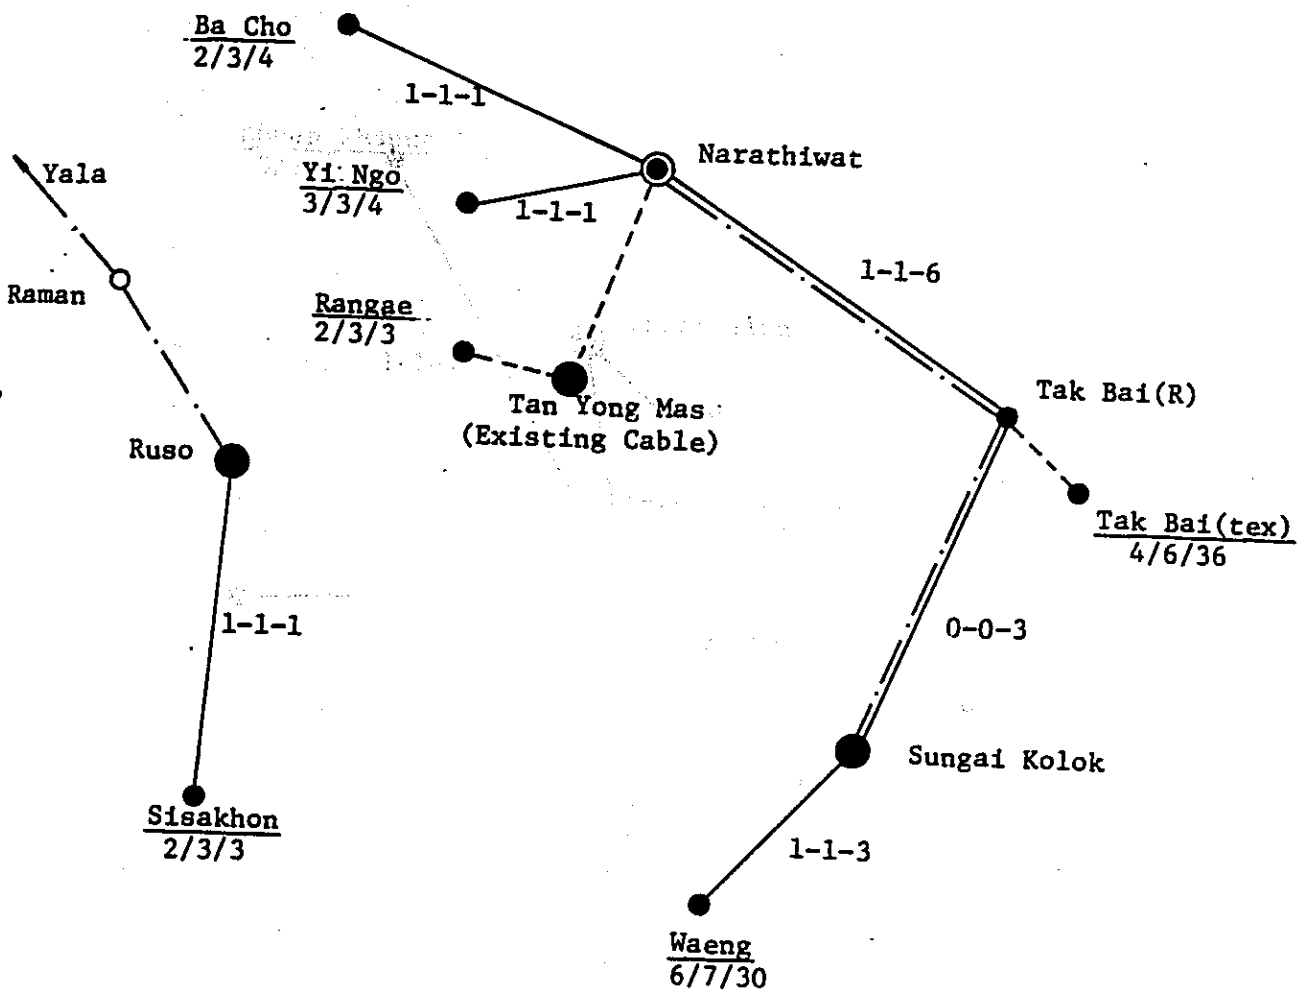 Ba Cho
2/3/4
1-1-1
Narathiwat
Yala
Yi Ngo
3/3/4
1-1-1
1-1-6
Raman
Rangae
2/3/3
Tak Bai(R)
Tan Yong Mas
(Existing Cable)
Ruso
Tak Bai(tex)
4/6/36
1-1-1
0-0-3
Sungai Kolok
Sisakhon
2/3/3
1-1-3
Waeng
6/7/30